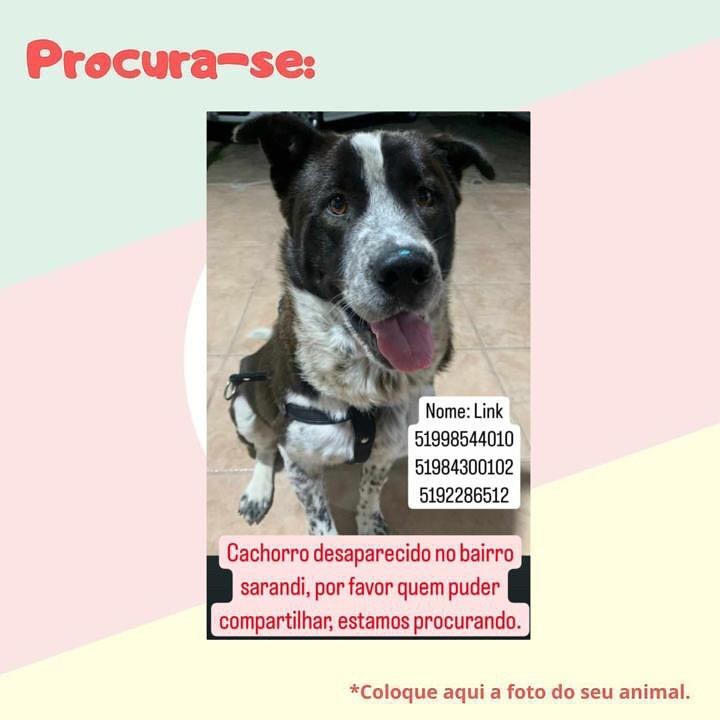 Procura-se:
Nome: Link
51998544010
51984300102
5192286512
Cachorro desaparecido no bairro
sarandi, por favor quem puder
compartilhar, estamos procurando.
*Coloque aqui a foto do seu animal.